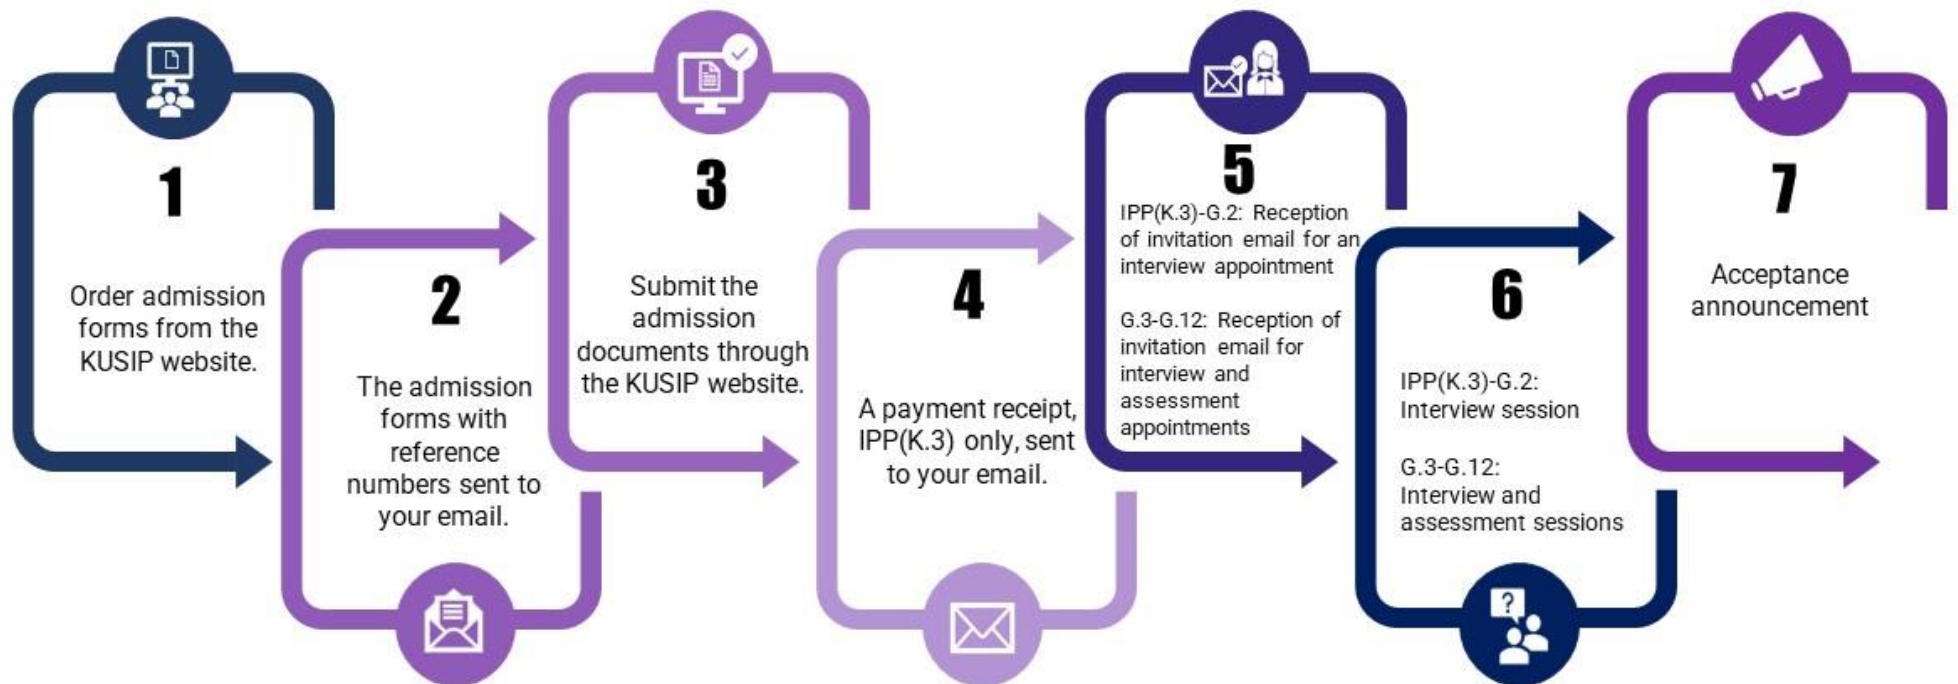 1
Order admission
forms from the
KUSIP website.
2
The admission
forms with
reference
numbers sent to
your email.
3
Submit the
admission
documents through
the KUSIP website.
4
A payment receipt,
IPP(K.3) only, sent
to your email.
5
IPP(K.3)-G.2: Reception
of invitation email for an
interview appointment
G.3-G.12: Reception of
invitation email for
interview and
assessment
appointments
6
IPP(K.3)-G.2:
Interview session
G.3-G.12:
Interview and
assessment sessions
?
7
Acceptance
announcement